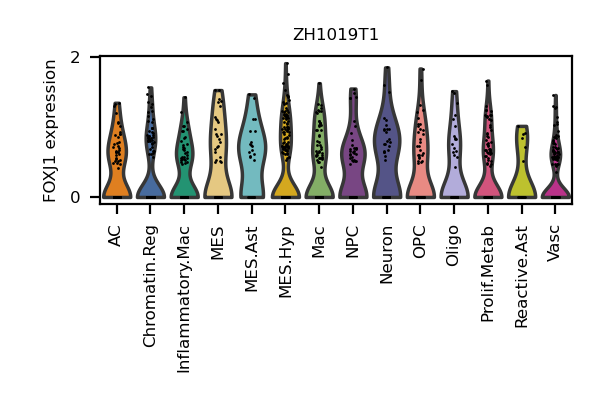 ZH1019T1
FOXJ1 expression
2
0
AC
Chromatin.Reg
Inflammatory.Mac
MES
MES.Ast
MES.Hyp
Mac
NPC
Neuron
OPC
Oligo
Prolif.Metab
Reactive.Ast
Vasc